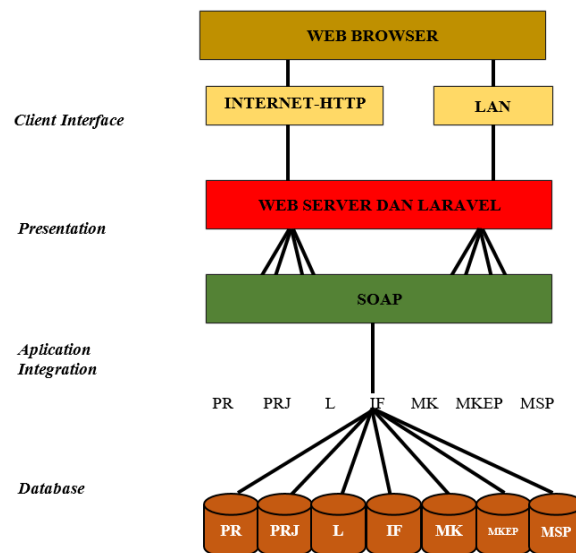 WEB BROWSER
Client Interface
INTERNET-HTTP
LAN
Presentation
WEB SERVER DAN LARAVEL
SOAP
Aplication
Integration
PR PRJ L IF MK MKEP MSP
Database
PR PRJ L IF MK MKEP MSP